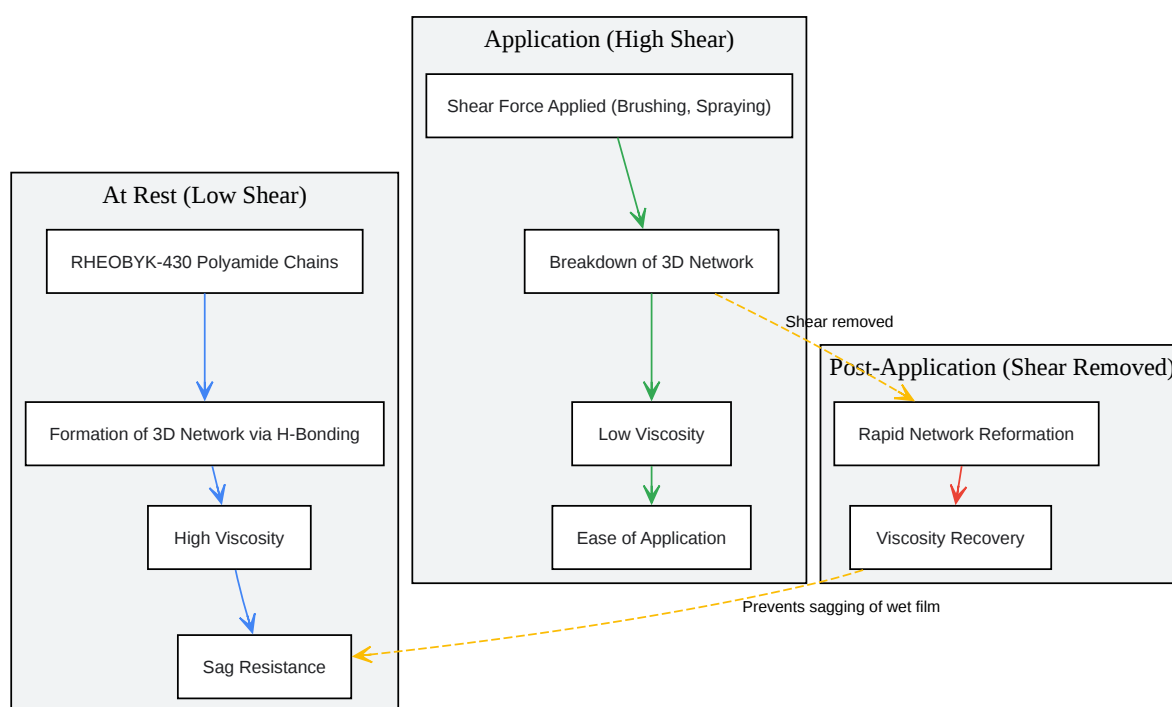 Application (High Shear)
Shear Force Applied (Brushing, Spraying)
At Rest (Low Shear)
RHEOBYK-430 Polyamide Chains
Breakdown of 3D Network
Shear removed
Post-Application (Shear Removed)
Formation of 3D Network via H-Bonding
Low Viscosity
Rapid Network Reformation
High Viscosity
Ease of Application
Viscosity Recovery
Prevents sagging of wet film
Sag Resistance